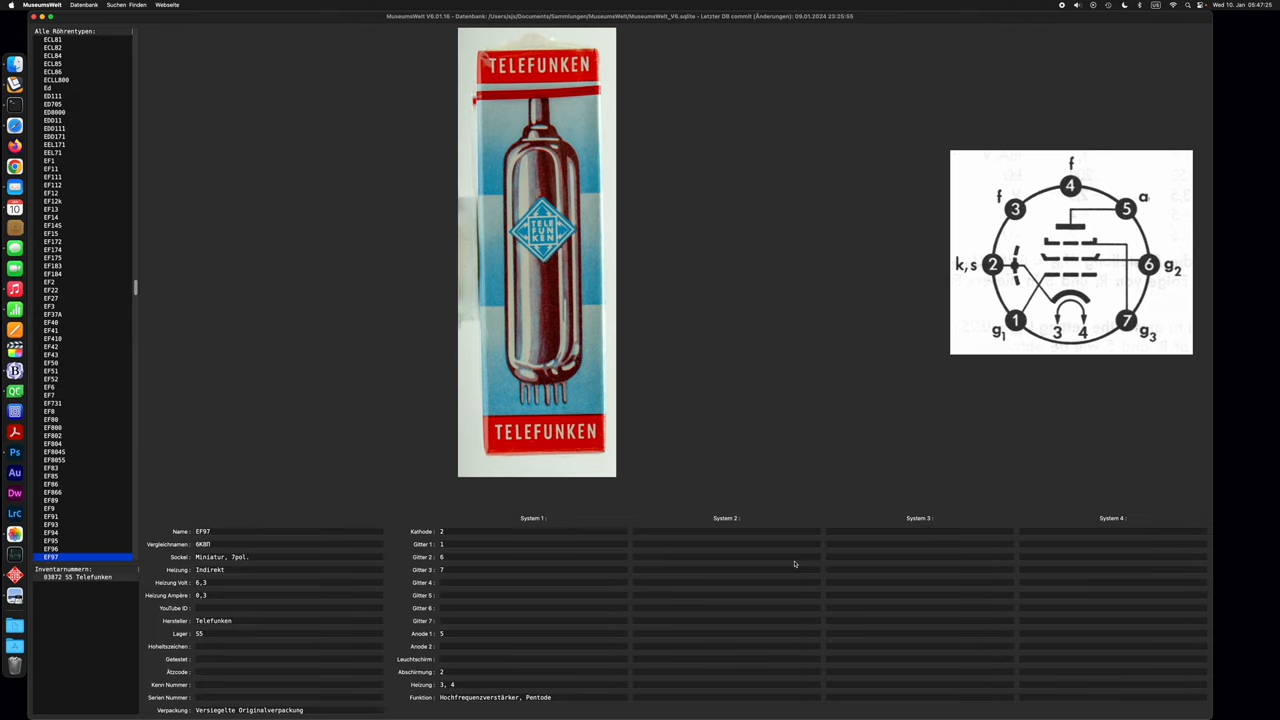 MuseumsWelt Datenbank Suchen Finden Webseite
US
Wed 10. Jan. 05:47:25
MuseumsWelt V6.01.16 - Datenbank: /Users/sjs/Documents/Sammlungen/MuseumsWelt/MuseumsWelt_V6.sqlite - Letzter DB commit (Änderungen): 09.01.2024 23:25:55
Alle Röhrentypen:
ECL81
ECL82
ECL84
ECL85
ECL86
ECLL800
Ed
ED111
ED705
ED8000
EDD11
EDD111
EDD171
EEL171
EEL71
EF1
EF11
EF111
EF112
EF12
EF12k
EF13
EF14
EF14S
EF15
EF172
EF174
EF175
EF183
EF184
EF2
EF22
EF27
EF3
EF37A
EF40
EF41
EF410
EF42
EF43
EF50
EF51
EF52
EF6
EF7
EF731
EF8
EF80
EF800
EF802
EF804
EF804S
EF805S
EF83
EF85
EF86
EF866
EF89
EF9
EF91
EF93
EF94
EF95
EF96
EF97
Inventarnummern:
03872 S5 Telefunken
10
QC
Ps
Au
Dw
LrC
TELEFUNKEN
TELE
FUN
KEN
TELEFUNKEN
f
4
f
3
5
a
k,s
2
6
g2
g1
1
3
4
7
g3
System 1 :
System 2 :
System 3 :
System 4 :
Name : EF97
Vergleichnamen : 6К8П
Sockel : Miniatur, 7pol.
Heizung : Indirekt
Heizung Volt : 6,3
Heizung Ampère : 0,3
YouTube ID :
Hersteller : Telefunken
Lager : S5
Hoheitszeichen :
Getestet :
Ätzcode :
Kenn Nummer :
Serien Nummer :
Verpackung : Versiegelte Originalverpackung
Kathode : 2
Gitter 1 : 1
Gitter 2 : 6
Gitter 3 : 7
Gitter 4 :
Gitter 5 :
Gitter 6 :
Gitter 7 :
Anode 1 : 5
Anode 2 :
Leuchtschirm :
Abschirmung : 2
Heizung : 3, 4
Funktion : Hochfrequenzverstärker, Pentode